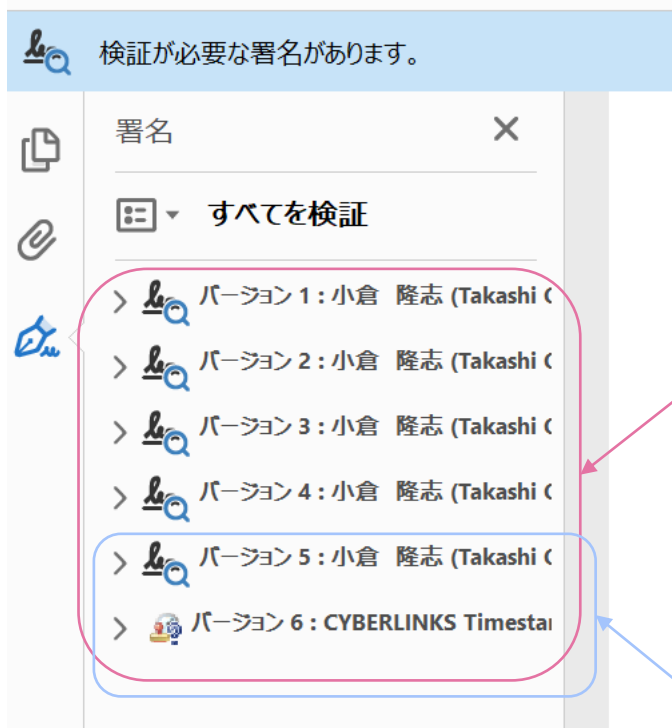 検証が必要な署名があります。
署名
すべてを検証
バージョン 1 : 小倉 隆志 (Takashi
バージョン 2 : 小倉 隆志 (Takashi
バージョン 3 : 小倉 隆志 (Takashi
バージョン 4 : 小倉 隆志 (Takashi
バージョン 5 : 小倉 隆志 (Takashi
バージョン 6 : CYBERLINKS